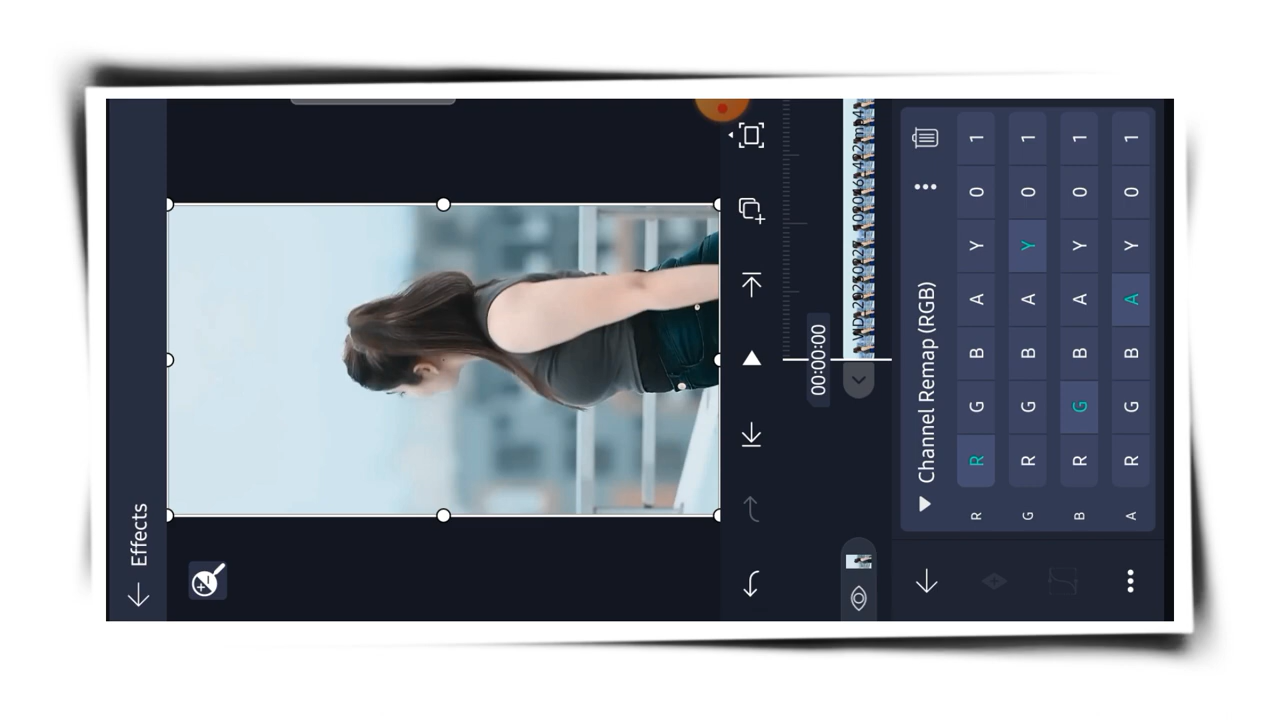 Effects
00:00:00
Channel Remap (RGB)
R R G B A Y 0 1
G R G B A Y 0 1
B R G B A Y 0 1
A R G B A Y 0 1